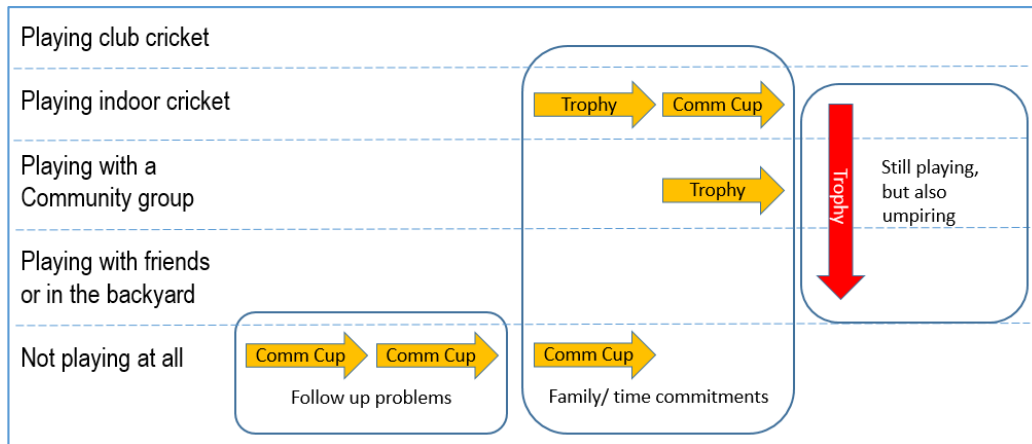 Playing club cricket
Playing indoor cricket
Trophy
Comm Cup
Playing with a
Community group
Trophy
Trophy
Still playing,
but also
umpiring
Playing with friends
or in the backyard
Not playing at all
Comm Cup
Comm Cup
Comm Cup
Follow up problems
Family/ time commitments